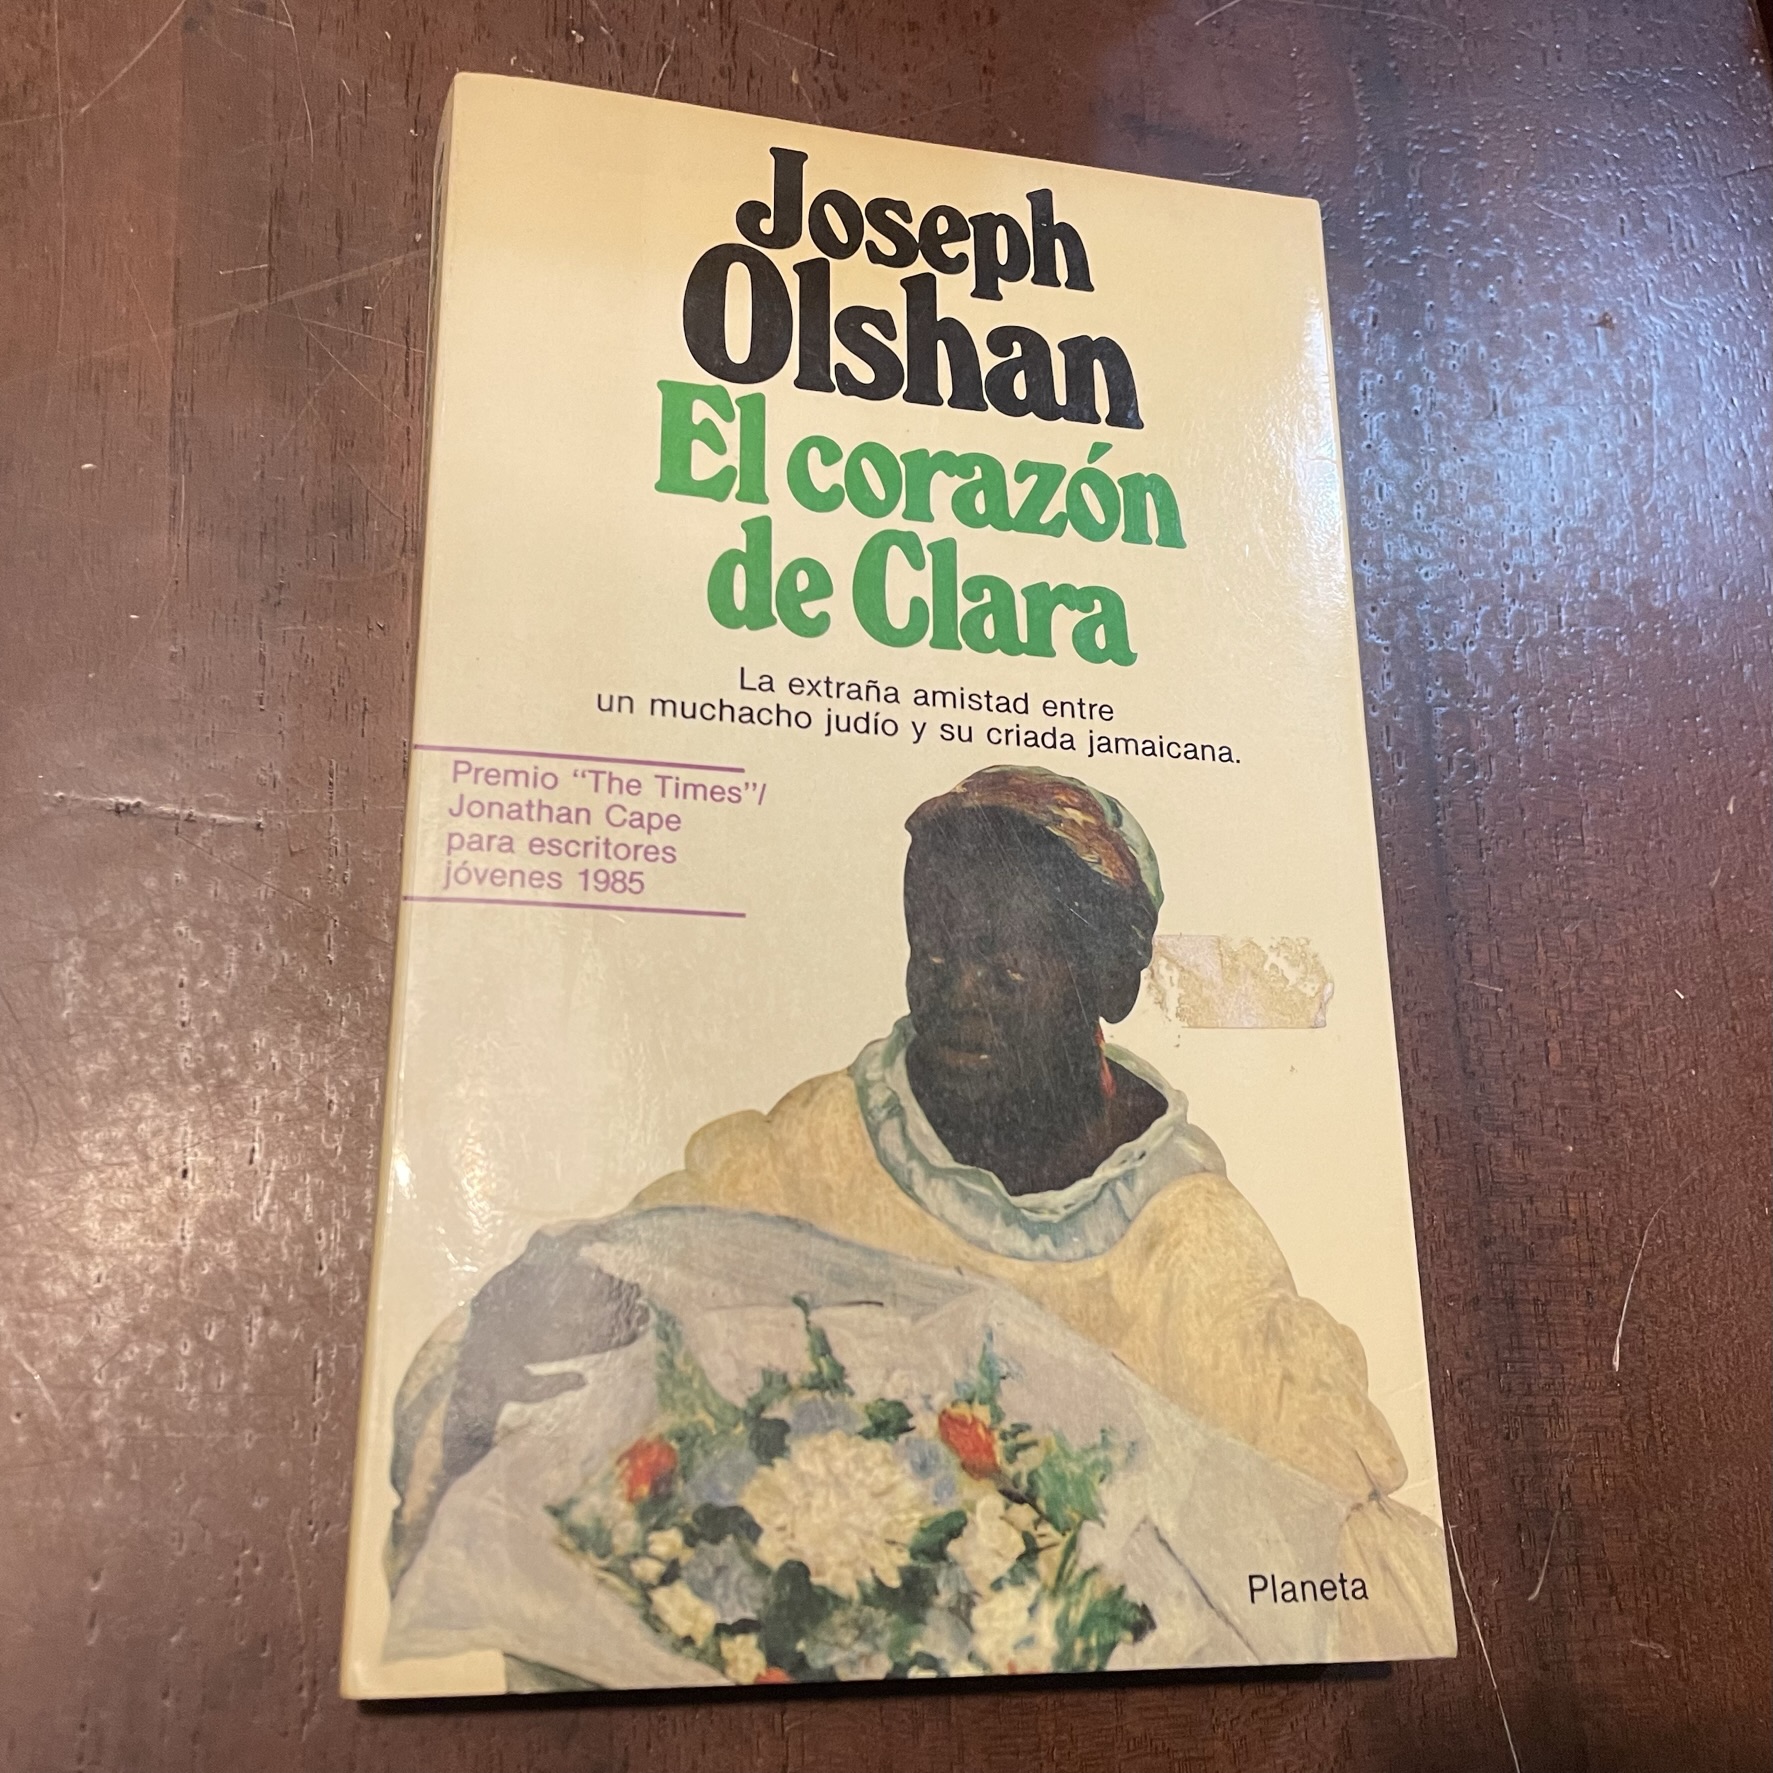 Joseph
Olshan
El corazón
de Clara
La extraña amistad entre
un muchacho judío y su criada jamaicana.
Premio “The Times”/
Jonathan Cape
para escritores
jóvenes 1985
Planeta